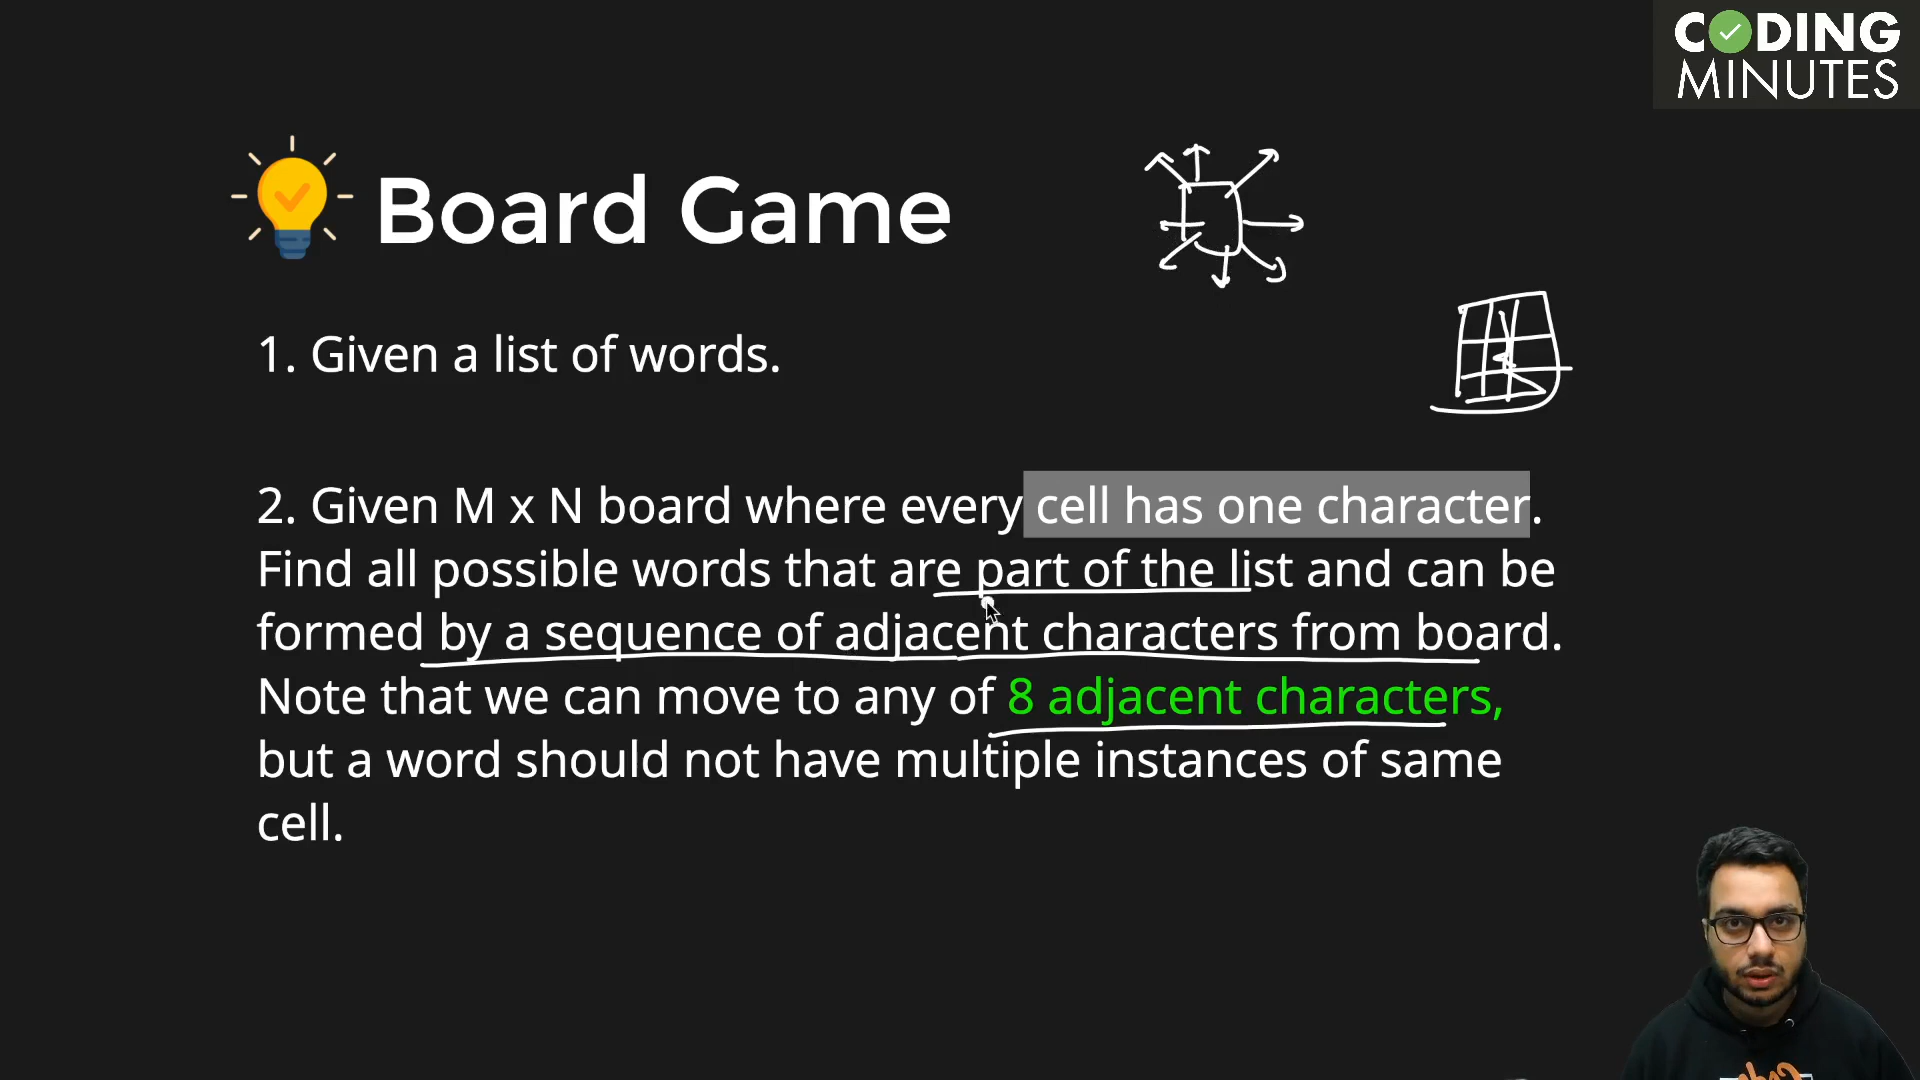 CODING
MINUTES
Board Game
1. Given a list of words.
2. Given M x N board where every cell has one character.
Find all possible words that are part of the list and can be
formed by a sequence of adjacent characters from board.
Note that we can move to any of 8 adjacent characters,
but a word should not have multiple instances of same
cell.